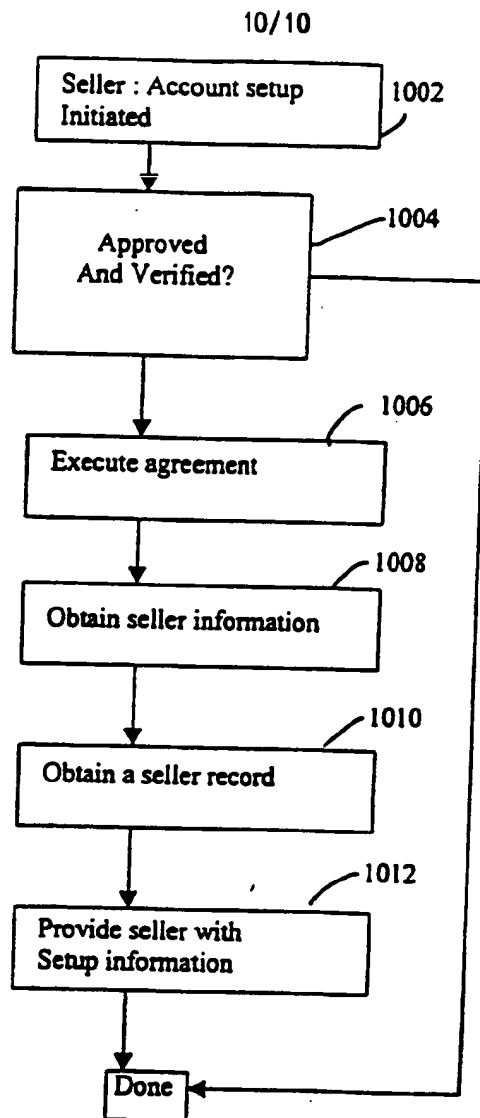 10/10
Seller : Account setup
Initiated
1002
Approved
And Verified?
1004
1006
Execute agreement
1008
Obtain seller information
1010
Obtain a seller record
1012
Provide seller with
Setup information
Done